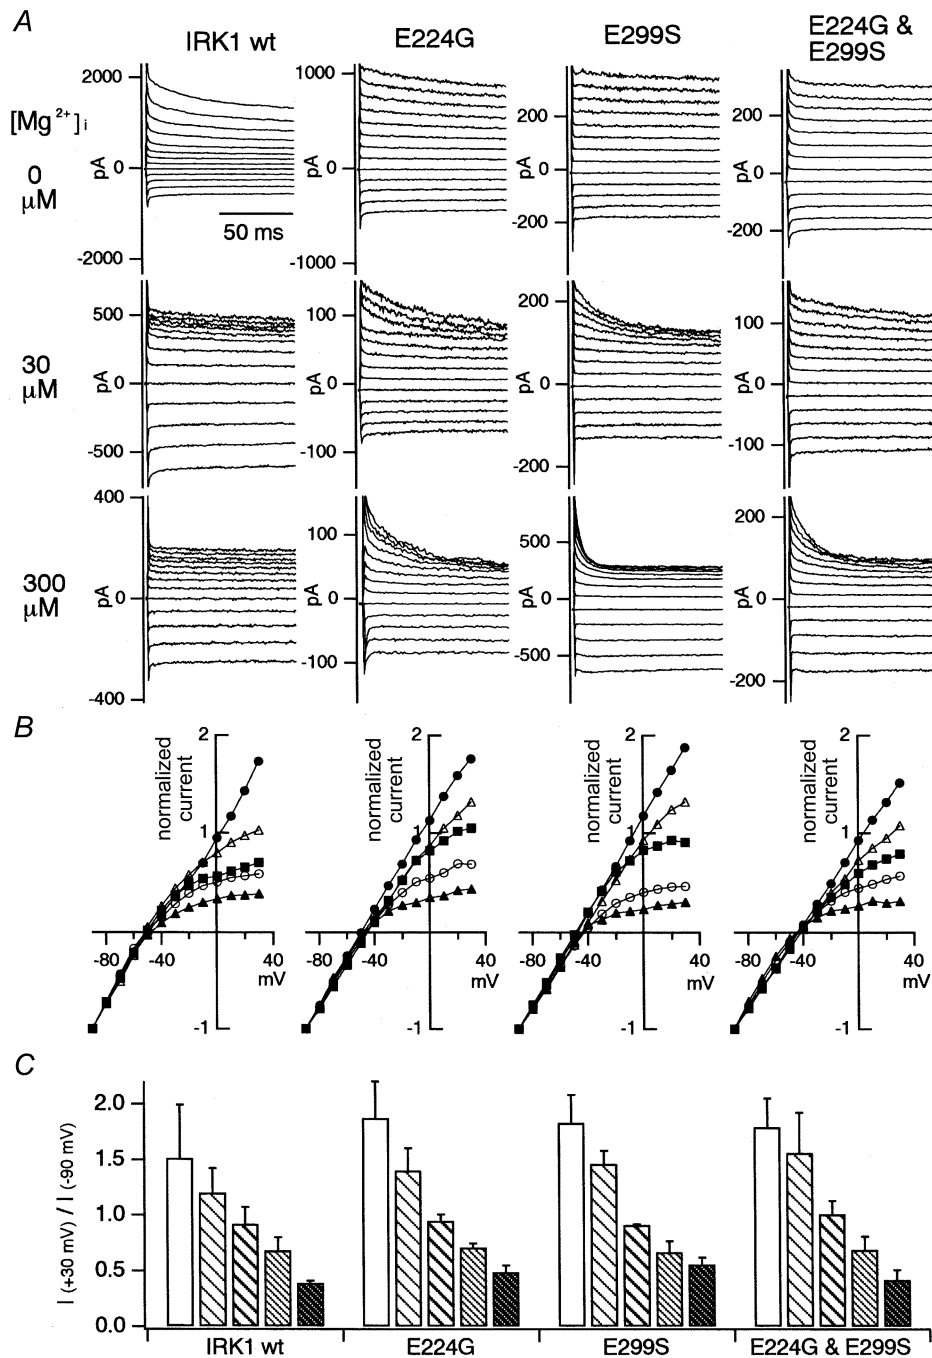 A
IRK1 wt
E224G
E299S
E224G &
E299S
[Mg2+]i
0
μM
2000
0
-2000
pA
50 ms
1000
0
-1000
pA
200
0
-200
pA
200
0
-200
pA
30
μM
500
0
-500
pA
100
0
-100
pA
200
0
-200
pA
100
0
-100
pA
300
μM
400
0
-400
pA
100
0
-100
pA
500
0
-500
pA
200
0
-200
pA
B
normalized
current
2
1
-1
-80
-40
40
mV
normalized
current
2
1
-1
-80
-40
40
mV
normalized
current
2
1
-1
-80
-40
40
mV
normalized
current
2
1
-1
-80
-40
40
mV
C
I (+30 mV) / I (-90 mV)
2.0
1.5
1.0
0.5
0.0
IRK1 wt
E224G
E299S
E224G & E299S